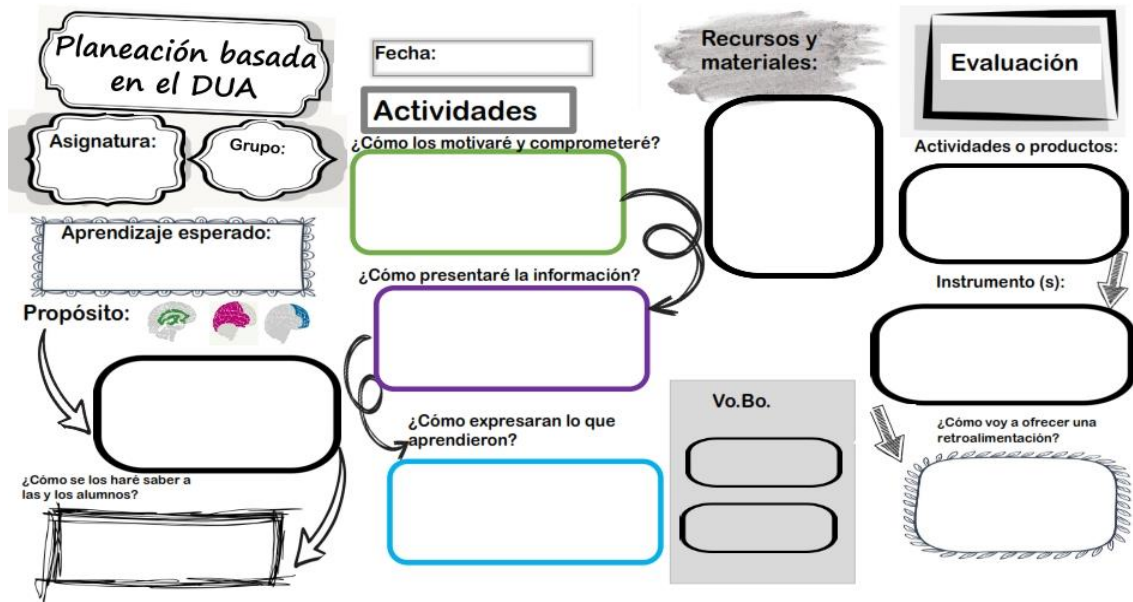 Planeación basada
en el DUA
Asignatura:
Grupo:
Aprendizaje esperado:
Propósito:
¿Cómo se los haré saber a
las y los alumnos?
Fecha:
Actividades
¿Cómo los motivaré y comprometeré?
¿Cómo presentaré la información?
¿Cómo expresaran lo que
aprendieron?
Recursos y
materiales:
Vo.Bo.
Evaluación
Actividades o productos:
Instrumento (s):
¿Cómo voy a ofrecer una
retroalimentación?